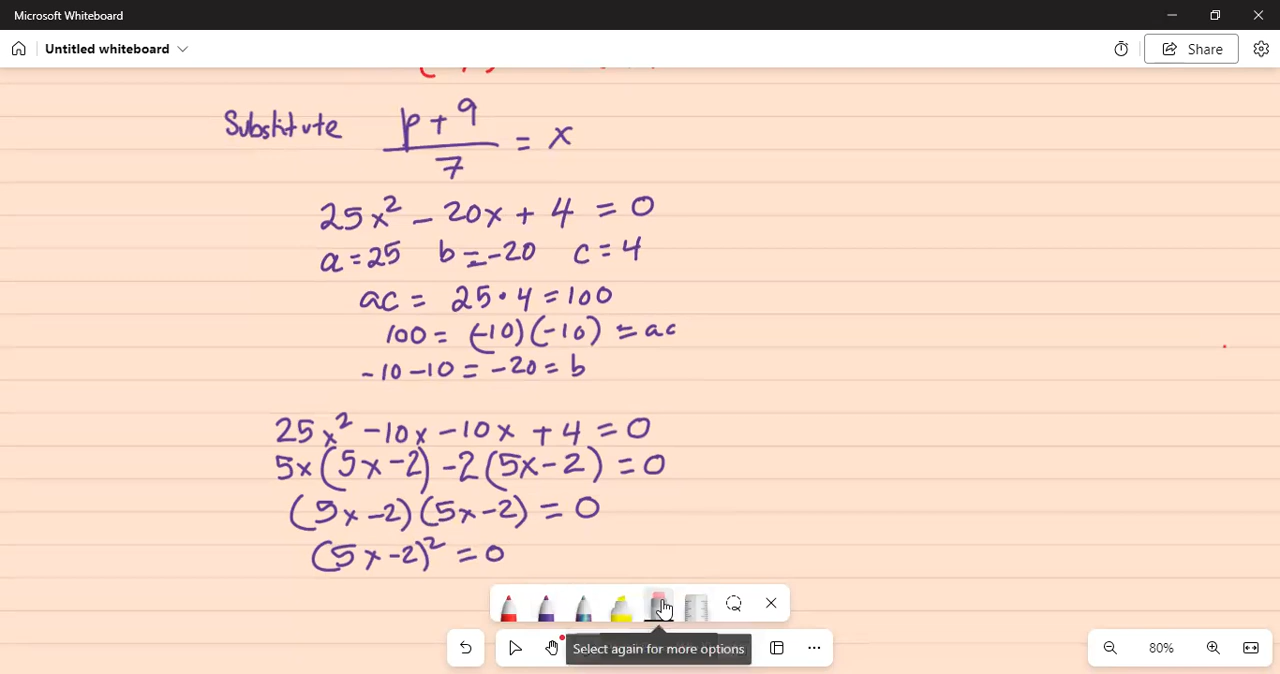 Microsoft Whiteboard
Untitled whiteboard
Share
Substitute (p + 9)/7 = x
25x² - 20x + 4 = 0
a = 25 b = -20 c = 4
ac = 25 • 4 = 100
100 = (-10)(-10) = ac
-10 -10 = -20 = b
25x² - 10x - 10x + 4 = 0
5x(5x - 2) - 2(5x - 2) = 0
(5x - 2)(5x - 2) = 0
(5x - 2)² = 0
Select again for more options
80%